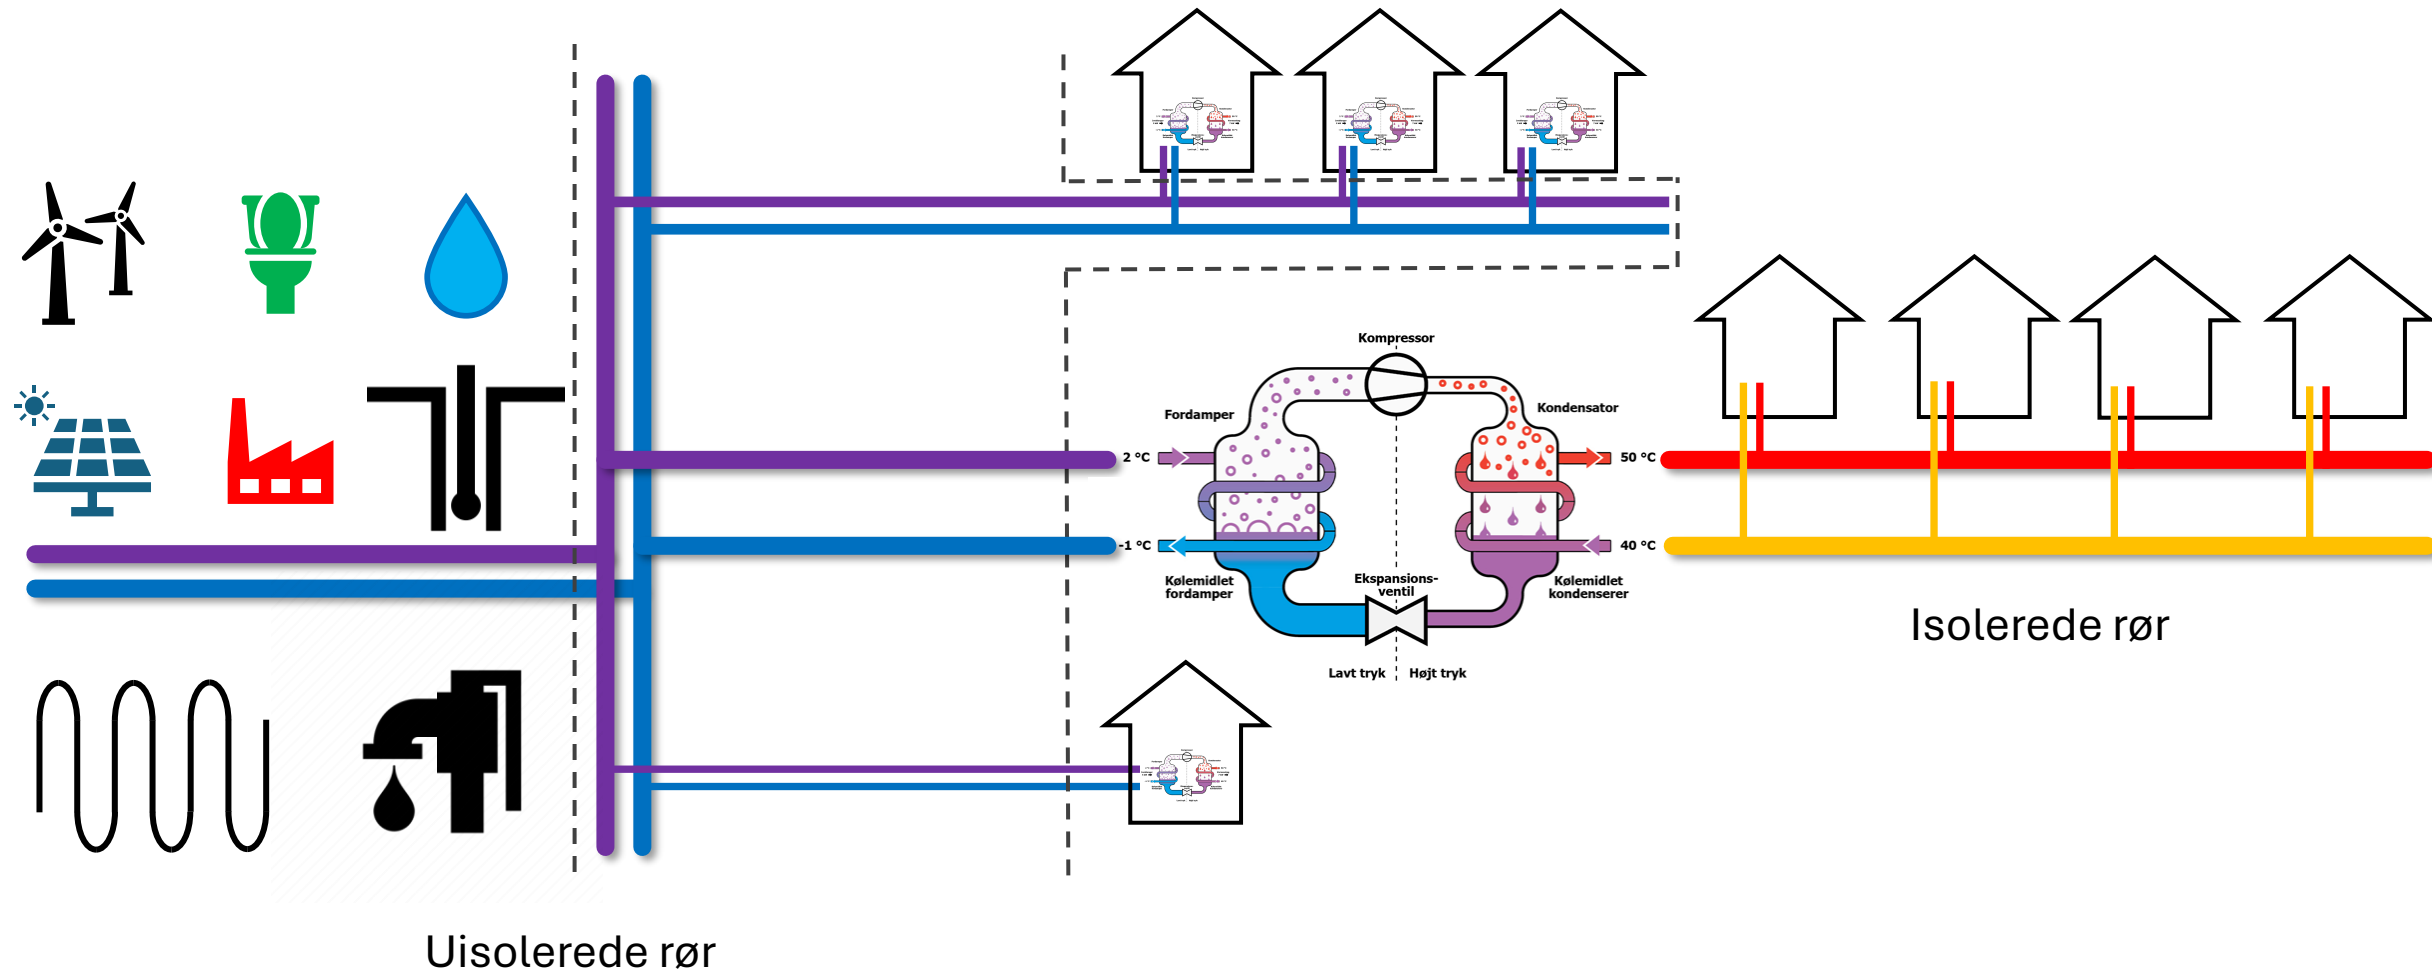 Kompressor
Fordamper
Kondensator
2 °C
50 °C
-1 °C
40 °C
Kølemidlet
fordamper
Ekspansions-
ventil
Kølemidlet
kondenserer
Lavt tryk
Højt tryk
Isolerede rør
Uisolerede rør